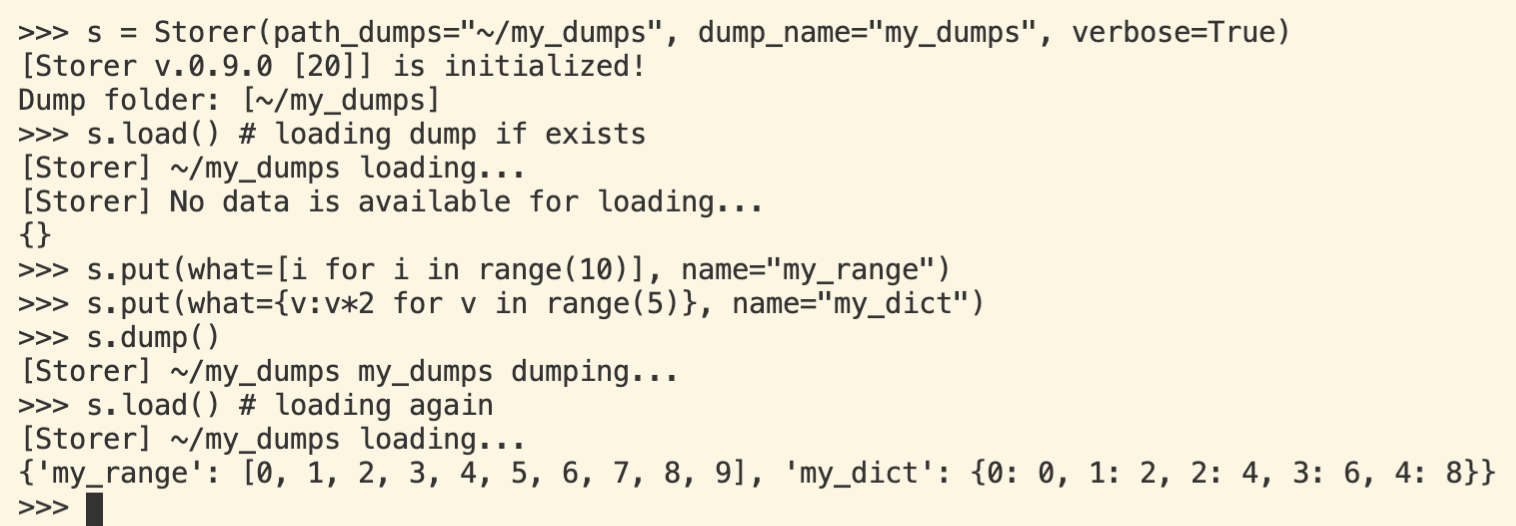 >>> s = Storer(path_dumps="~/my_dumps", dump_name="my_dumps", verbose=True)
[Storer v.0.9.0 [20]] is initialized!
Dump folder: [~/my_dumps]
>>> s.load() # loading dump if exists
[Storer] ~/my_dumps loading...
[Storer] No data is available for loading...
{}
>>> s.put(what=[i for i in range(10)], name="my_range")
>>> s.put(what={v:v*2 for v in range(5)}, name="my_dict")
>>> s.dump()
[Storer] ~/my_dumps my_dumps dumping...
>>> s.load() # loading again
[Storer] ~/my_dumps loading...
{'my_range': [0, 1, 2, 3, 4, 5, 6, 7, 8, 9], 'my_dict': {0: 0, 1: 2, 2: 4, 3: 6, 4: 8}}
>>>